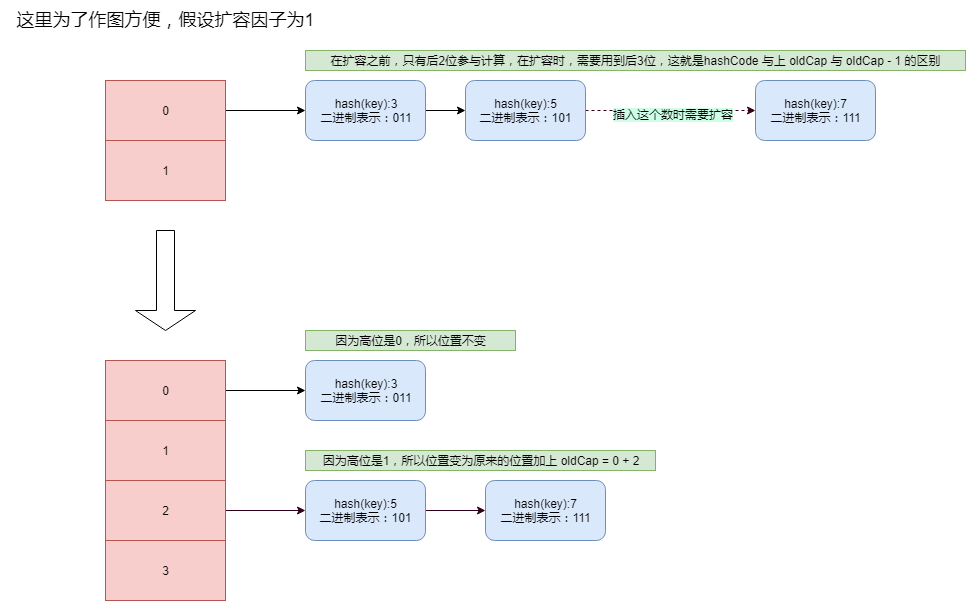 这里为了作图方便，假设扩容因子为1
在扩容之前，只有后2位参与计算，在扩容时，需要用到后3位，这就是hashCode 与上 oldCap 与 oldCap - 1 的区别
0
hash(key):3
二进制表示：011
hash(key):5
二进制表示：101
插入这个数时需要扩容
hash(key):7
二进制表示：111
1
因为高位是0，所以位置不变
0
hash(key):3
二进制表示：011
1
因为高位是1，所以位置变为原来的位置加上 oldCap = 0 + 2
2
hash(key):5
二进制表示：101
hash(key):7
二进制表示：111
3